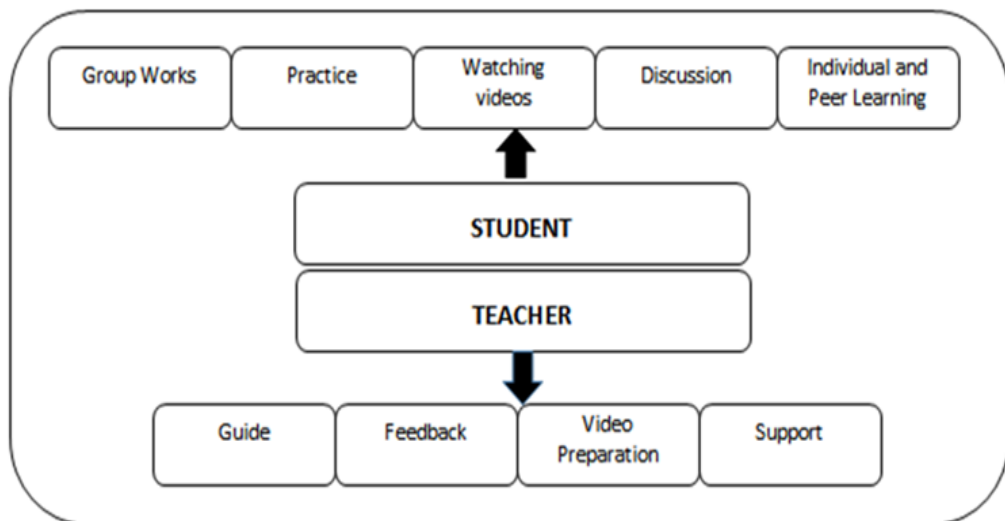 Group Works
Practice
Watching
videos
Discussion
Individual and
Peer Learning
STUDENT
TEACHER
Guide
Feedback
Video
Preparation
Support